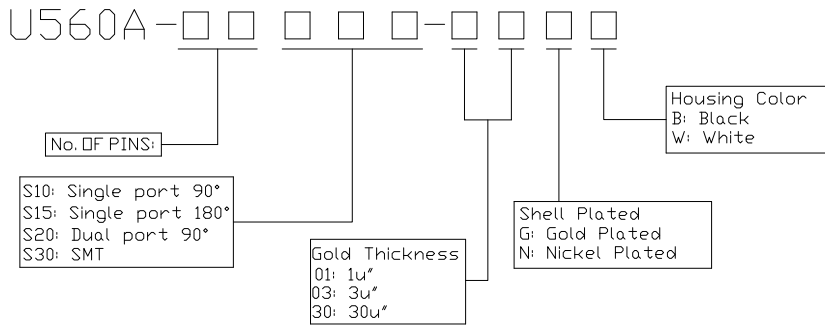 U560A-□□ □□□-□□□□
Housing Color
B: Black
W: White
No. OF PINS:
S10: Single port 90°
S15: Single port 180°
S20: Dual port 90°
S30: SMT
Shell Plated
G: Gold Plated
N: Nickel Plated
Gold Thickness
01: 1u"
03: 3u"
30: 30u"